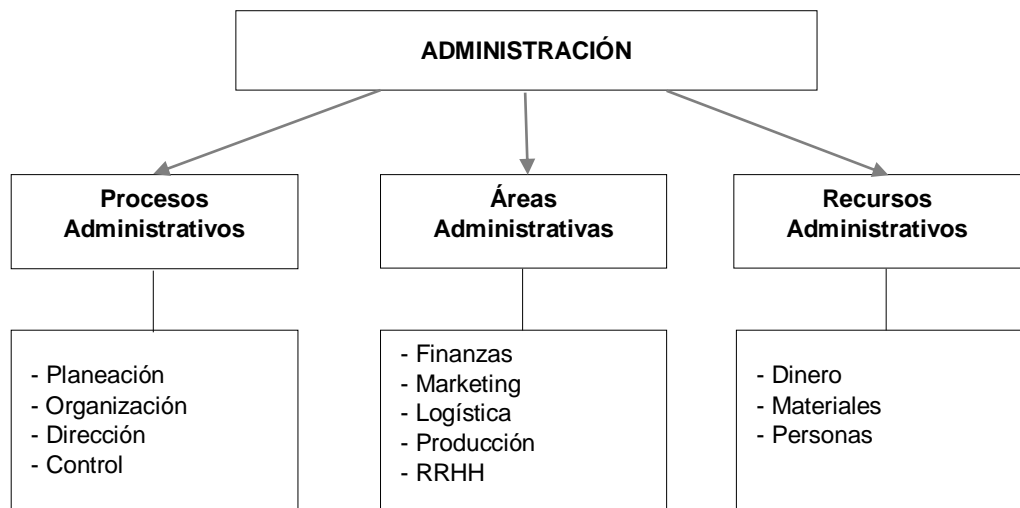 ADMINISTRACIÓN
Procesos
Administrativos
Áreas
Administrativas
Recursos
Administrativos
- Planeación
- Organización
- Dirección
- Control
- Finanzas
- Marketing
- Logística
- Producción
- RRHH
- Dinero
- Materiales
- Personas